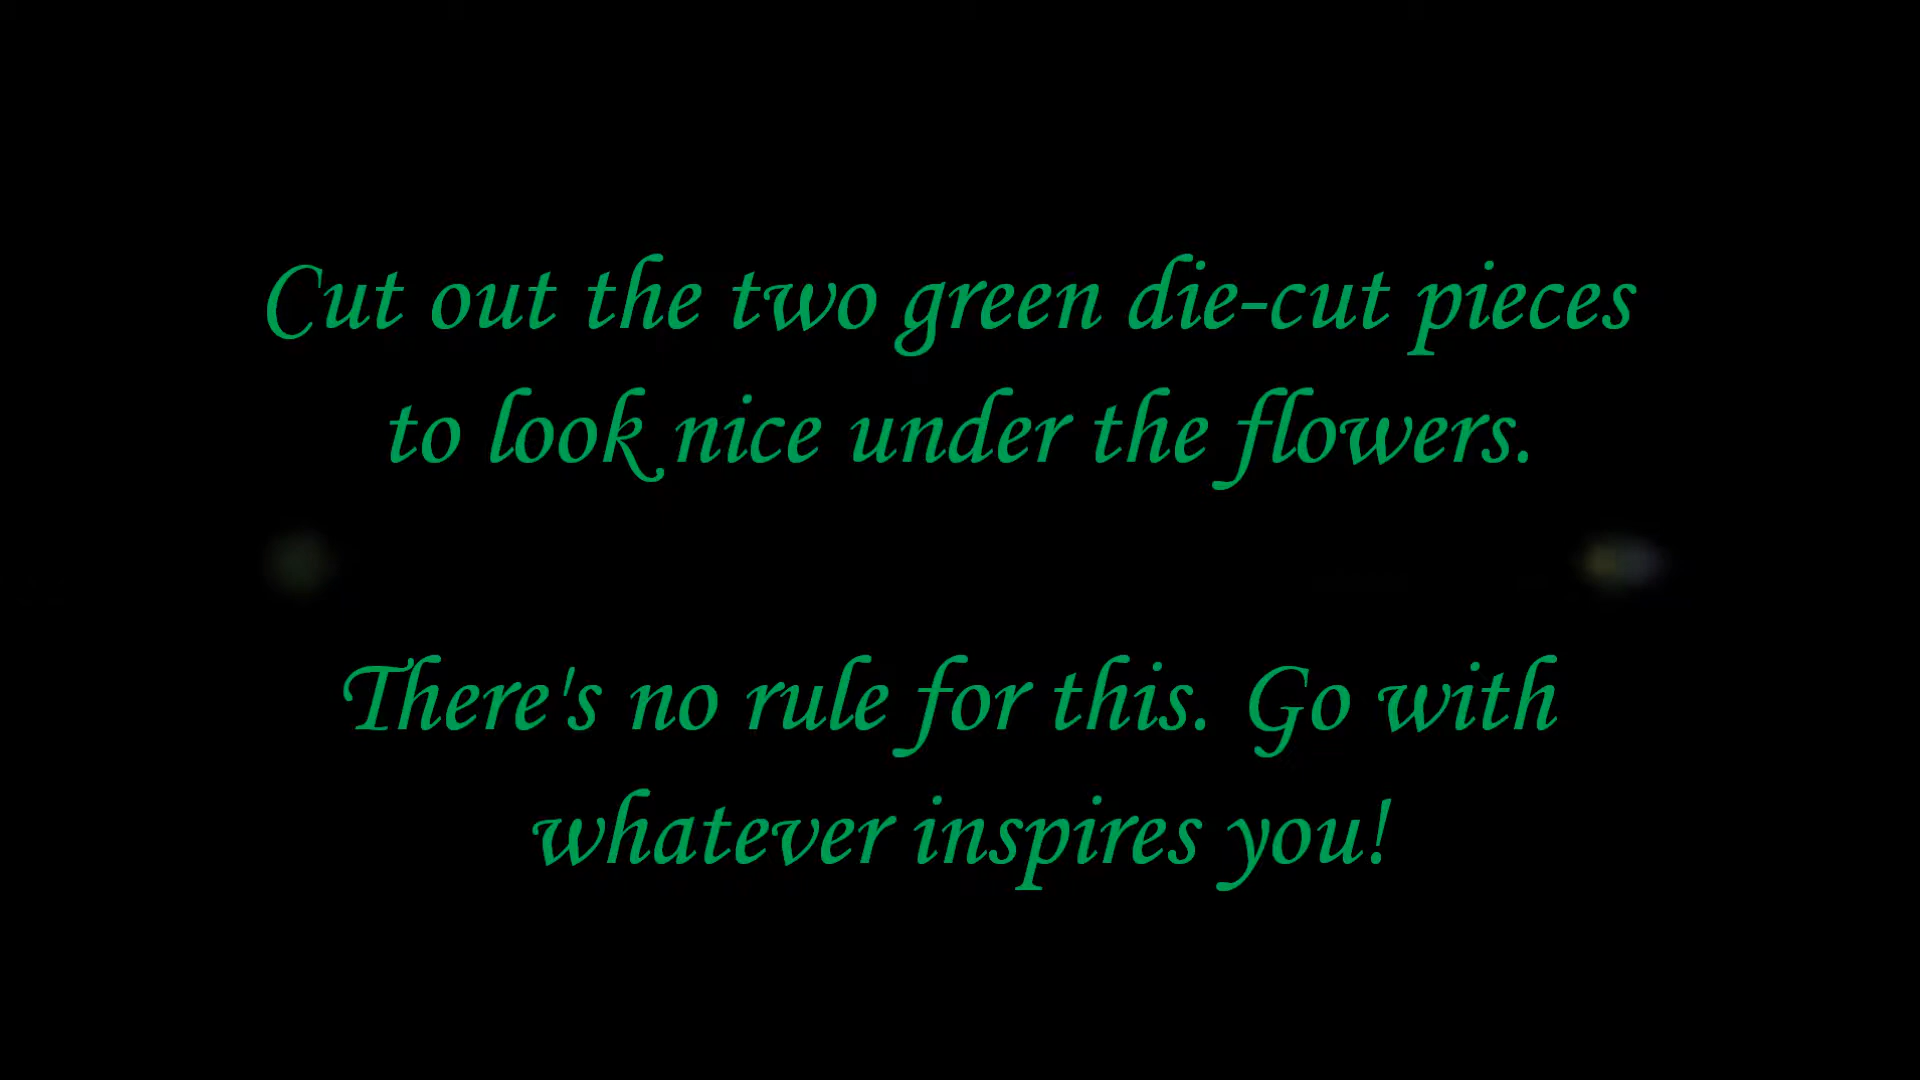 Cut out the two green die-cut pieces
to look nice under the flowers.
There's no rule for this. Go with
whatever inspires you!